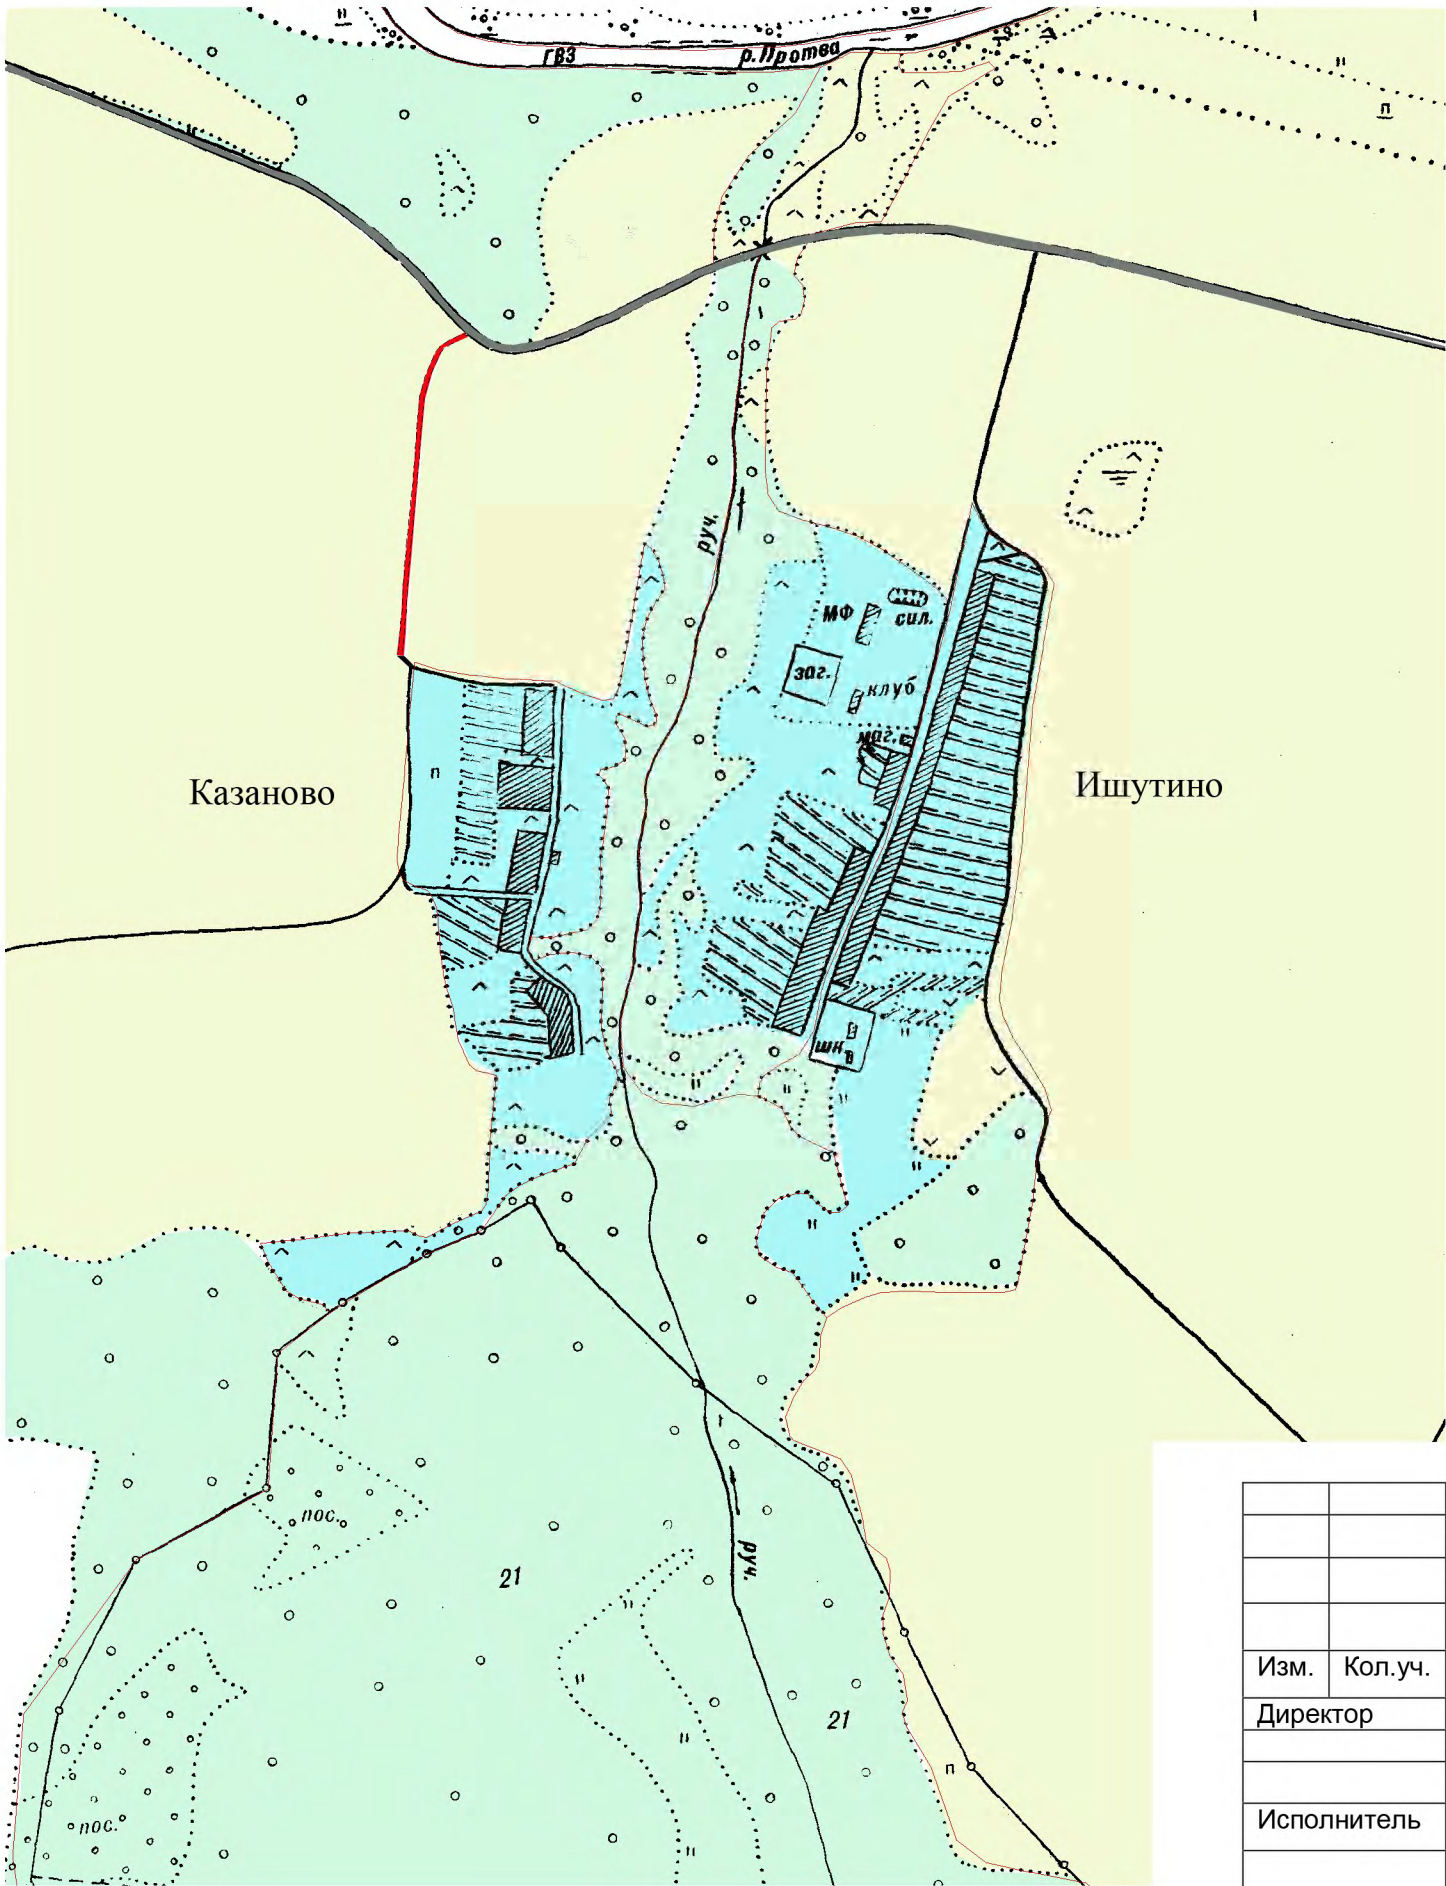 ГВЗ
р. Протва
руч.
МФ
сил.
заг.
клуб
маг.
п
Казаново
Ишутино
шк.
пос.
21
руч.
21
п
пос.
Изм. Кол.уч.
Директор
Исполнитель